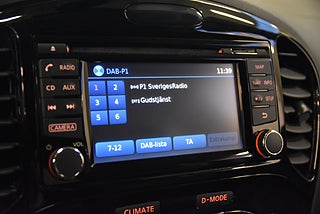 DAB-P1 11:39
RADIO
MAP
CD AUX
1 2
3 4
5 6
P1 SverigesRadio
Gudstjänst
CAMERA
7-12 DAB-lista TA
VOL
CLIMATE D-MODE